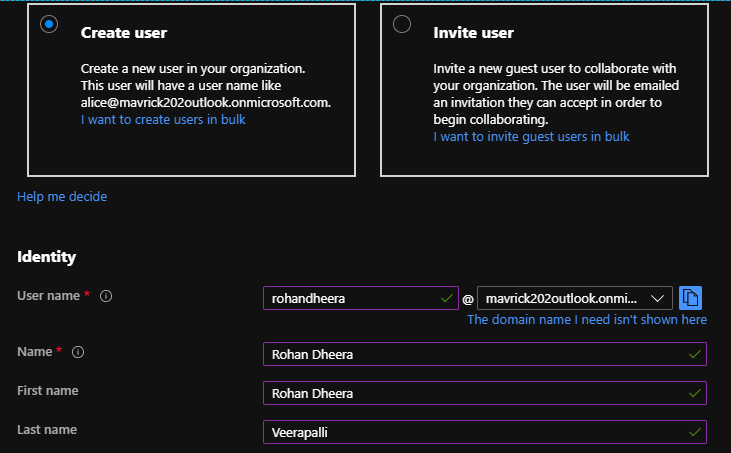 Create user
Create a new user in your organization.
This user will have a user name like
alice@mavrick202outlook.onmicrosoft.com.
I want to create users in bulk
Invite user
Invite a new guest user to collaborate with
your organization. The user will be emailed
an invitation they can accept in order to
begin collaborating.
I want to invite guest users in bulk
Help me decide
Identity
User name * rohandheera @ mavrick202outlook.onmi...
The domain name I need isn't shown here
Name * Rohan Dheera
First name Rohan Dheera
Last name Veerapalli